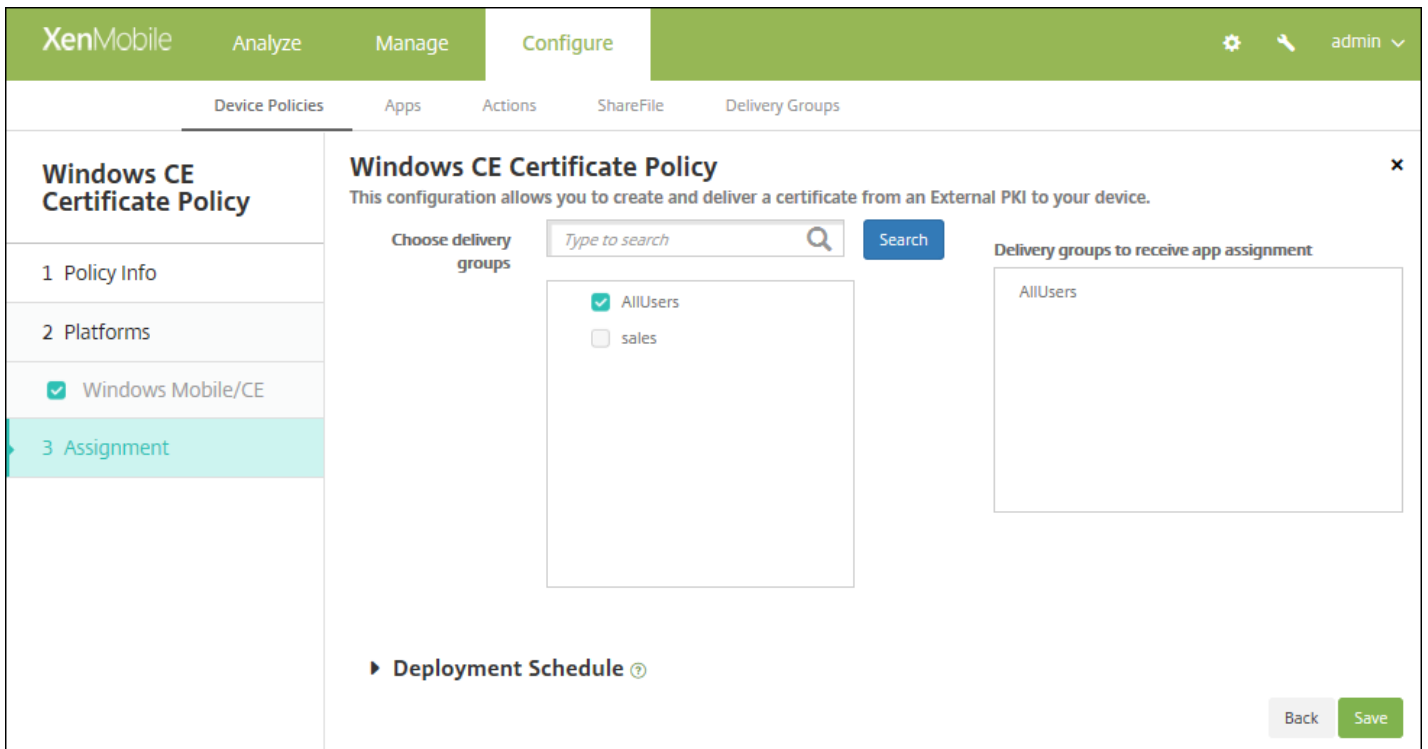 XenMobile Analyze Manage Configure admin
Device Policies Apps Actions ShareFile Delivery Groups
Windows CE
Certificate Policy
1 Policy Info
2 Platforms
Windows Mobile/CE
3 Assignment
Windows CE Certificate Policy
This configuration allows you to create and deliver a certificate from an External PKI to your device.
Choose delivery
groups
Type to search
Search
AllUsers
sales
Delivery groups to receive app assignment
AllUsers
Deployment Schedule ?
Back Save